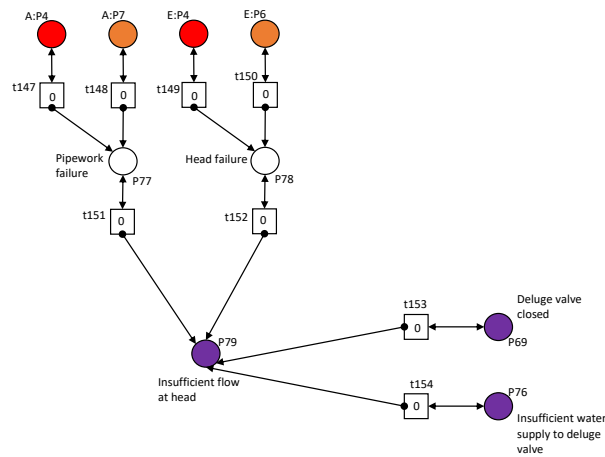 A:P4
A:P7
E:P4
E:P6
t147
t148
t149
t150
0
0
0
0
Pipework
failure
P77
Head failure
P78
t151
t152
0
0
t153
0
Deluge valve
closed
P69
P79
Insufficient flow
at head
t154
0
P76
Insufficient water
supply to deluge
valve